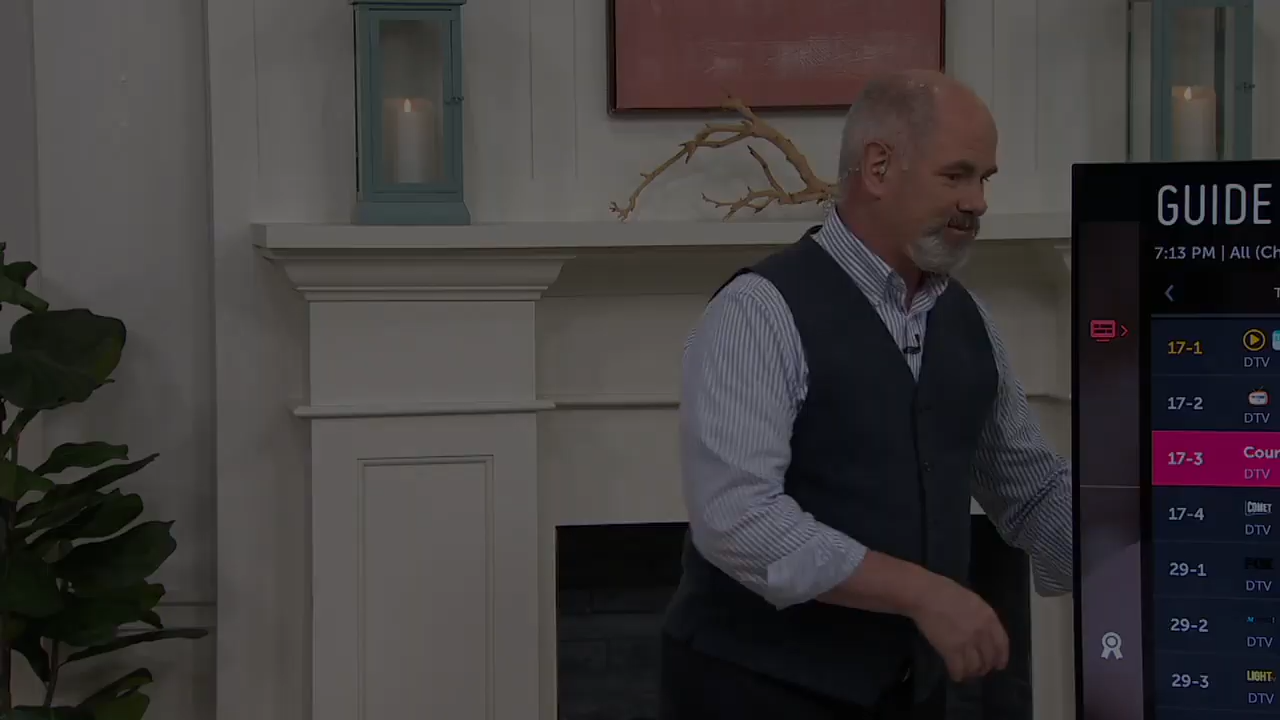 GUIDE
7:13 PM | All (Ch
17-1
DTV
17-2
DTV
17-3 Cour
DTV
17-4 COMET
DTV
29-1
DTV
29-2
DTV
29-3 LIGHT
DTV